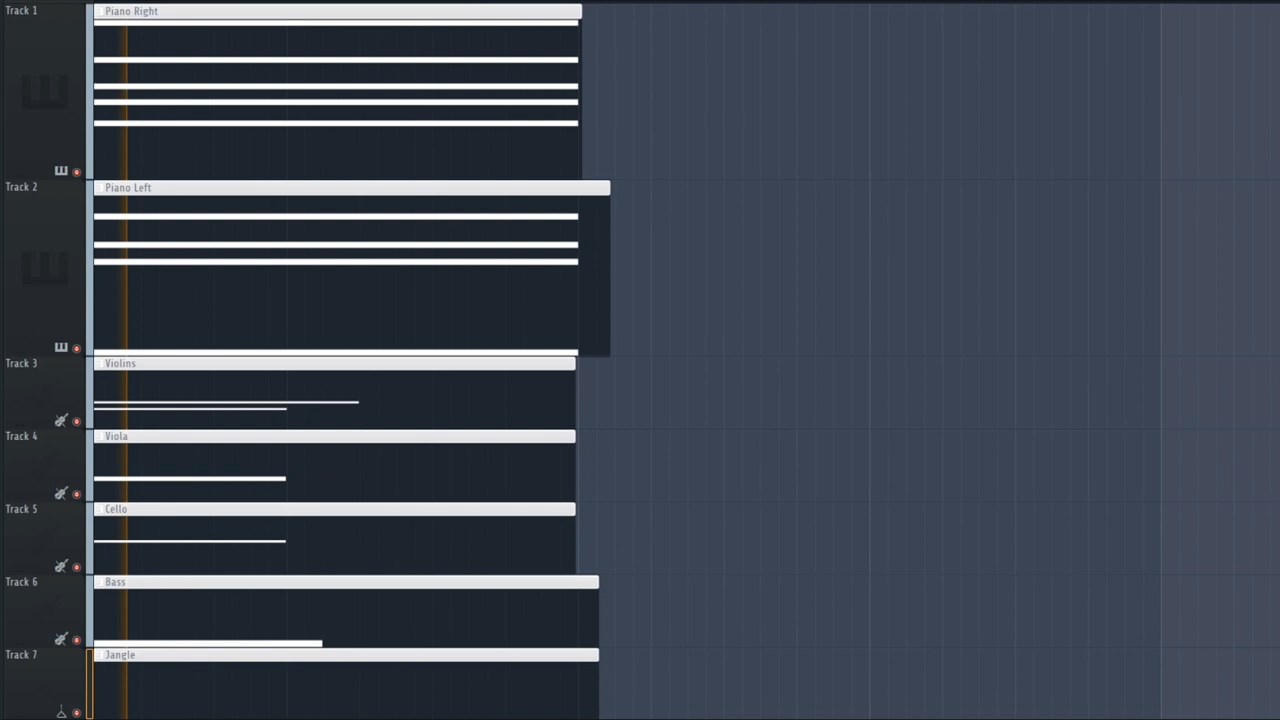 Track 1
Piano Right
Track 2
Piano Left
Track 3
Violins
Track 4
Viola
Track 5
Cello
Track 6
Bass
Track 7
Jangle